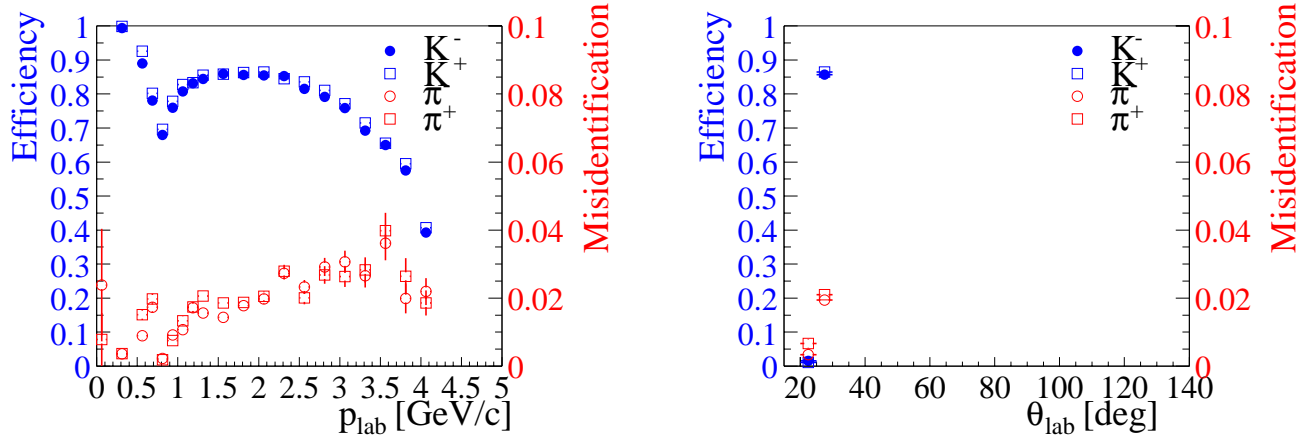 Efficiency
1
0.9
0.8
0.7
0.6
0.5
0.4
0.3
0.2
0.1
0
K-
K+
π
π+
0.1
0.08
0.06
0.04
0.02
0
Misidentification
0 0.5 1 1.5 2 2.5 3 3.5 4 4.5 5
p_lab [GeV/c]
Efficiency
1
0.9
0.8
0.7
0.6
0.5
0.4
0.3
0.2
0.1
0
K-
K+
π
π+
0.1
0.08
0.06
0.04
0.02
0
Misidentification
20 40 60 80 100 120 140
θ_lab [deg]